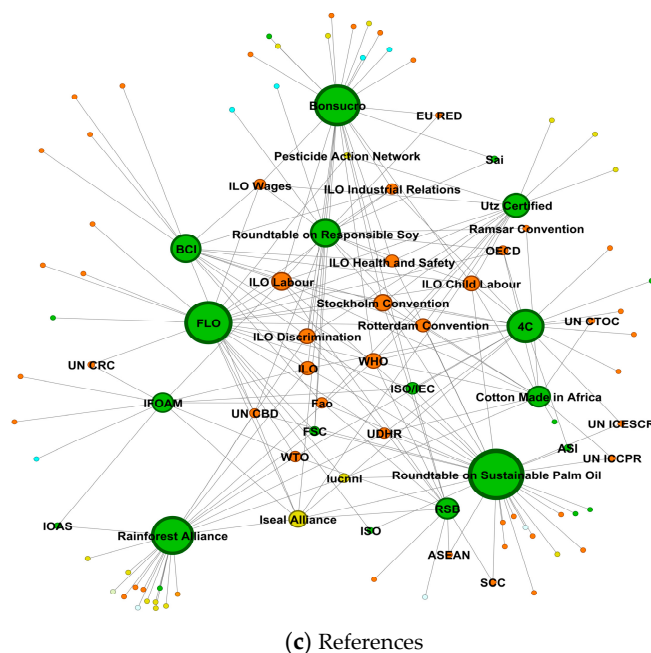 Bonsucro
EU RED
Pesticide Action Network
Sai
ILO Wages
ILO Industrial Relations
Utz Certified
Ramsar Convention
Roundtable on Responsible Soy
BCI
OECD
ILO Health and Safety
ILO Labour
ILO Child Labour
Stockholm Convention
FLO
Rotterdam Convention
4C
UN CTOC
ILO Discrimination
WHO
UN CRC
ILO
ISO/IEC
Cotton Made in Africa
IFOAM
Fao
UN CBD
UN ICESCR
FSC
UDHR
ASI
WTO
UN ICCPR
Roundtable on Sustainable Palm Oil
Iucnnl
RSB
Iseal Alliance
IOAS
ISO
Rainforest Alliance
ASEAN
SCC
(c) References